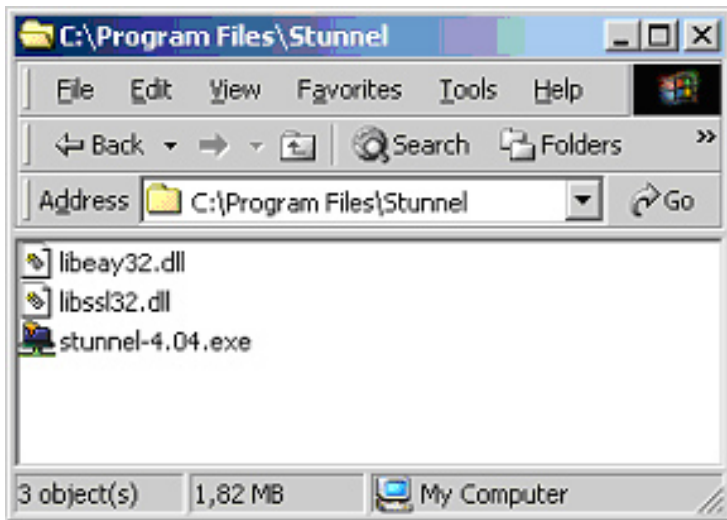 C:\Program Files\Stunnel
File Edit View Favorites Tools Help
Back Search Folders »
Address C:\Program Files\Stunnel Go
libeay32.dll
libssl32.dll
stunnel-4.04.exe
3 object(s) 1,82 MB My Computer